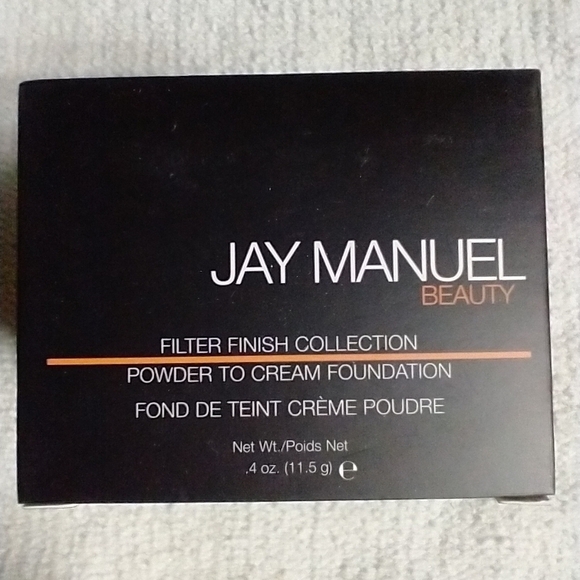 JAY MANUEL
BEAUTY
FILTER FINISH COLLECTION
POWDER TO CREAM FOUNDATION
FOND DE TEINT CRÈME POUDRE
Net Wt./Poids Net
.4 oz. (11.5 g) ℮